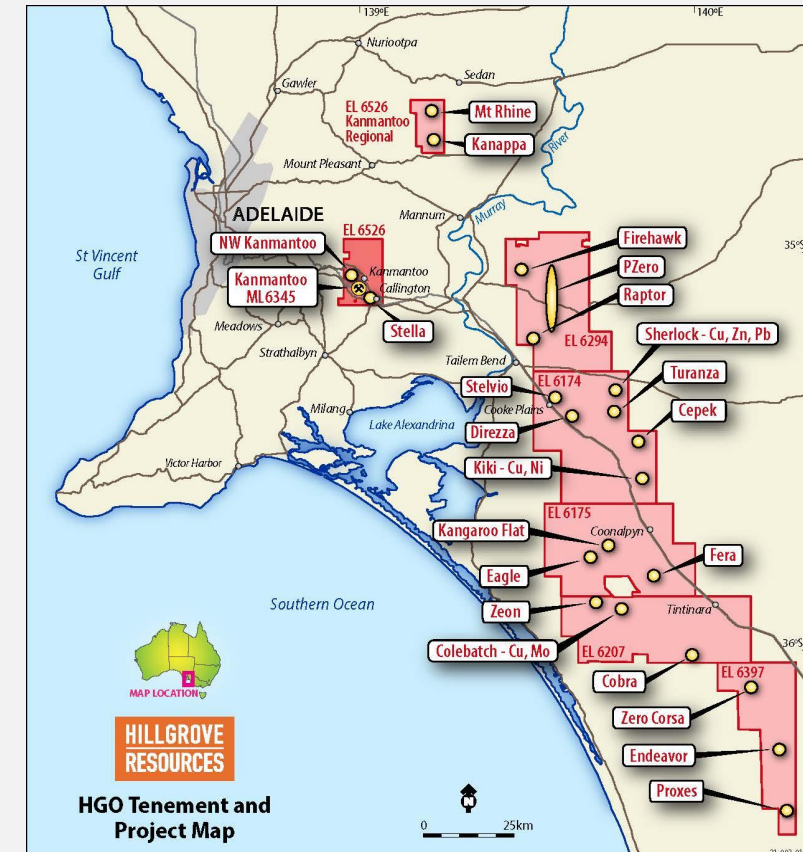 139°E
140°E
Nuriootpa
Sedan
Gawler
EL 6526
Kanmantoo
Regional
Mt Rhine
Kanappa
Mount Pleasant
River
Murray
Mannum
ADELAIDE
EL 6526
35°S
St Vincent
Gulf
NW Kanmantoo
Kanmantoo
Kanmantoo
ML6345
Callington
Stella
Firehawk
PZero
Raptor
Meadows
Strathalbyn
EL 6294
Sherlock - Cu, Zn, Pb
Tailern Bend
Turanza
Stelvio
EL 6174
Cooke Plains
Cepek
Milang
Lake Alexandrina
Direzza
Victor Harbor
Kiki - Cu, Ni
EL 6175
Kangaroo Flat
Coonalpyn
Fera
Eagle
Zeon
Tintinara
Southern Ocean
Colebatch - Cu, Mo
EL 6207
36°S
Cobra
EL 6397
MAP LOCATION
Zero Corsa
HILLGROVE
RESOURCES
Endeavor
Proxes
HGO Tenement and
Project Map
N
0 25km